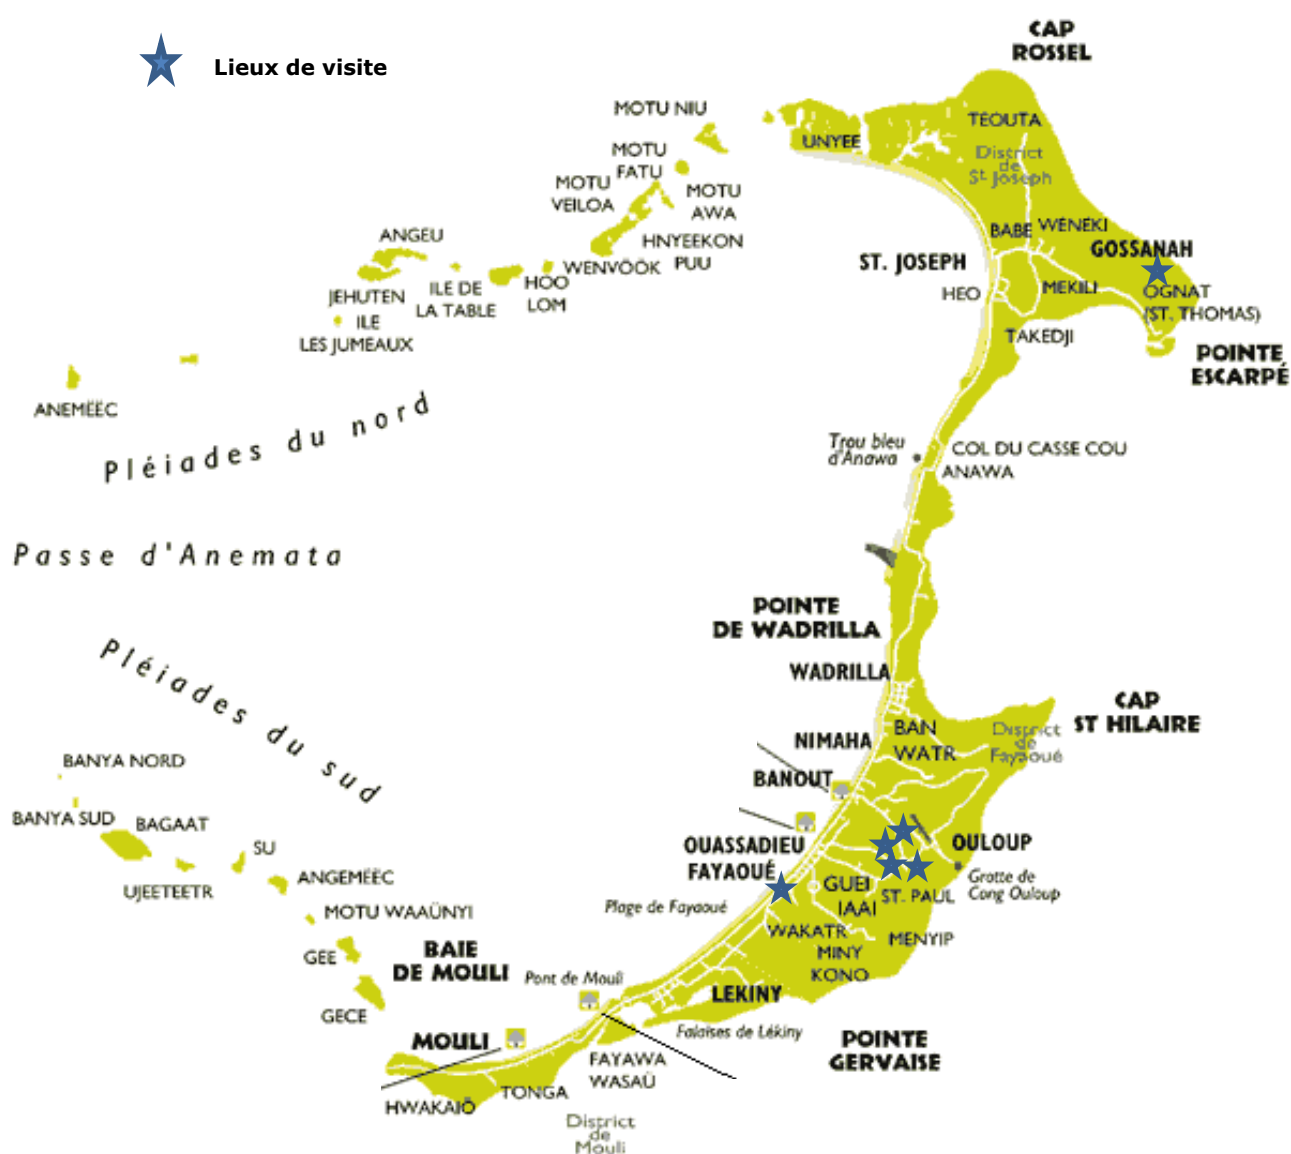 CAP
ROSSEL
Lieux de visite
MOTU NIU
TEOUTA
UNYEE
District
de
St Joseph
MOTU
FATU
MOTU
VEILOA
MOTU
AWA
ANGEU
HNYEEKON
PUU
BABE
WENEKI
GOSSANAH
ST. JOSEPH
WENVÖÖK
HOO
LOM
ILE DE
LA TABLE
JEHUTEN
ILE
LES JUMEAUX
HEO
MEKILI
OGNAT
(ST. THOMAS)
TAKEDJI
POINTE
ESCARPÉ
ANEMËËC
Pléiades du nord
Trou bleu
d'Anawa
COL DU CASSE COU
ANAWA
Passe d'Anemata
POINTE
DE WADRILLA
Pléiades du sud
WADRILLA
CAP
ST HILAIRE
NIMAHA
BAN
WATR
District
de
Fayaoué
BANYA NORD
BANOUT
BANYA SUD
BAGAAT
OUASSADIEU
FAYAOUÉ
OULOUP
SU
UJEETEETR
ANGEMËËC
GUEI
IAAI
ST. PAUL
Grotte de
Cong Ouloup
MOTU WAAÜNYI
Plage de Fayaoué
WAKATR
MENYIP
GEE
BAIE
DE MOULI
MINY
KONO
Pont de Mouli
LEKINY
GECE
Falaises de Lékiny
MOULI
POINTE
GERVAISE
FAYAWA
WASAÜ
TONGA
HWAKAIÖ
District
de
Mouli